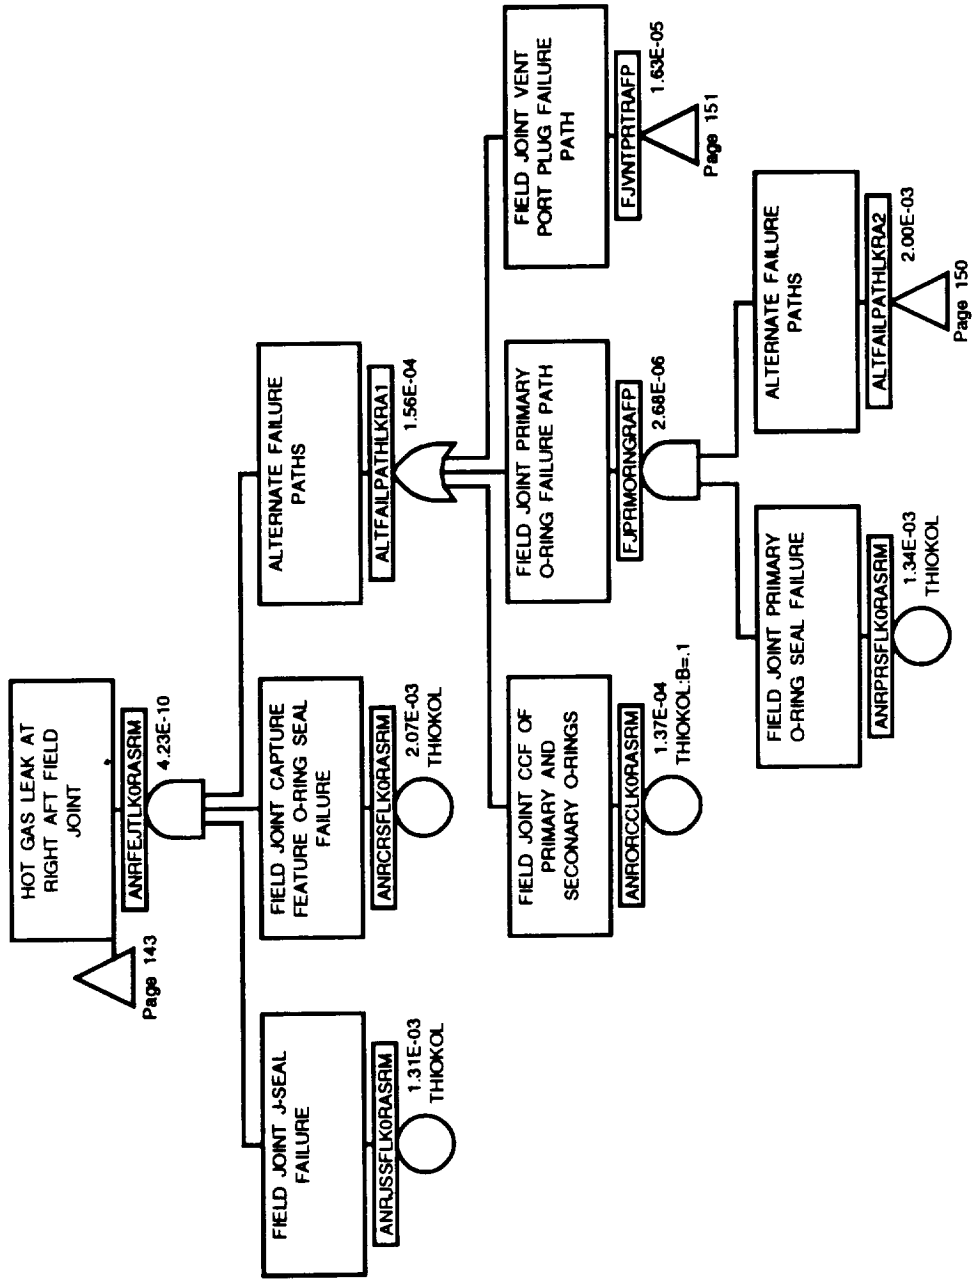 HOT GAS LEAK AT
RIGHT AFT FIELD
JOINT
ANRFEJTLK0RASRM
4.23E-10
Page 143
FIELD JOINT J-SEAL
FAILURE
ANRJSSFLK0RASRM
1.31E-03
THIOKOL
FIELD JOINT CAPTURE
FEATURE O-RING SEAL
FAILURE
ANRCRSFLK0RASRM
2.07E-03
THIOKOL
ALTERNATE FAILURE
PATHS
ALTFAILPATHLKRA1
1.56E-04
FIELD JOINT CCF OF
PRIMARY AND
SECONARY O-RINGS
ANRORCCLK0RASRM
1.37E-04
THIOKOL:B=.1
FIELD JOINT PRIMARY
O-RING FAILURE PATH
FJPRMORNGRAFP
2.68E-06
FIELD JOINT VENT
PORT PLUG FAILURE
PATH
FJVNTPRTRAFP
1.63E-05
Page 151
FIELD JOINT PRIMARY
O-RING SEAL FAILURE
ANRPRSFLK0RASRM
1.34E-03
THIOKOL
ALTERNATE FAILURE
PATHS
ALTFAILPATHLKRA2
2.00E-03
Page 150